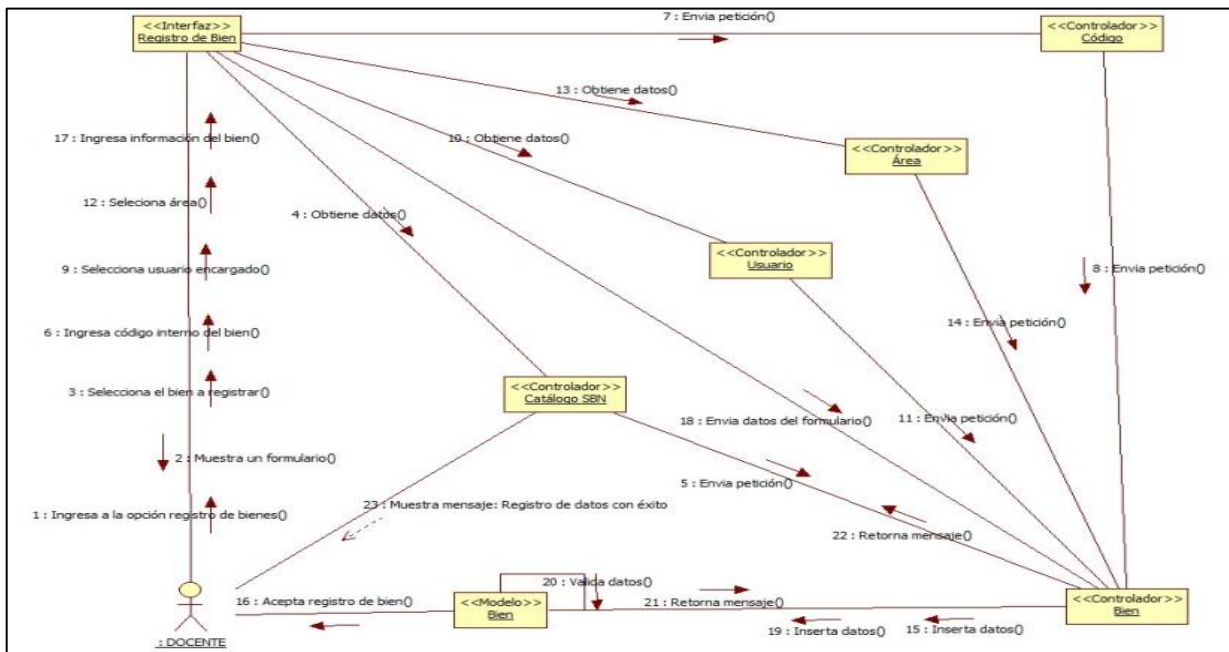 7 : Envia petición()
<<Interfaz>>
Registro de Bien
<<Controlador>>
Código
13 : Obtiene datos()
17 : Ingresa información del bien()
10 : Obtiene datos()
<<Controlador>>
Área
12 : Seleciona área()
4 : Obtiene datos()
<<Controlador>>
Usuario
9 : Selecciona usuario encargado()
8 : Envia petición()
6 : Ingresa código interno del bien()
14 : Envia petición()
3 : Selecciona el bien a registrar()
<<Controlador>>
Catálogo SBN
18 : Envia datos del formulario()
11 : Envia petición()
2 : Muestra un formulario()
5 : Envia petición()
23 : Muestra mensaje: Registro de datos con éxito
1 : Ingresa a la opción registro de bienes()
22 : Retorna mensaje()
20 : Valida datos()
16 : Acepta registro de bien()
<<Modelo>>
Bien
21 : Retorna mensaje()
<<Controlador>>
Bien
19 : Inserta datos()
15 : Inserta datos()
: DOCENTE